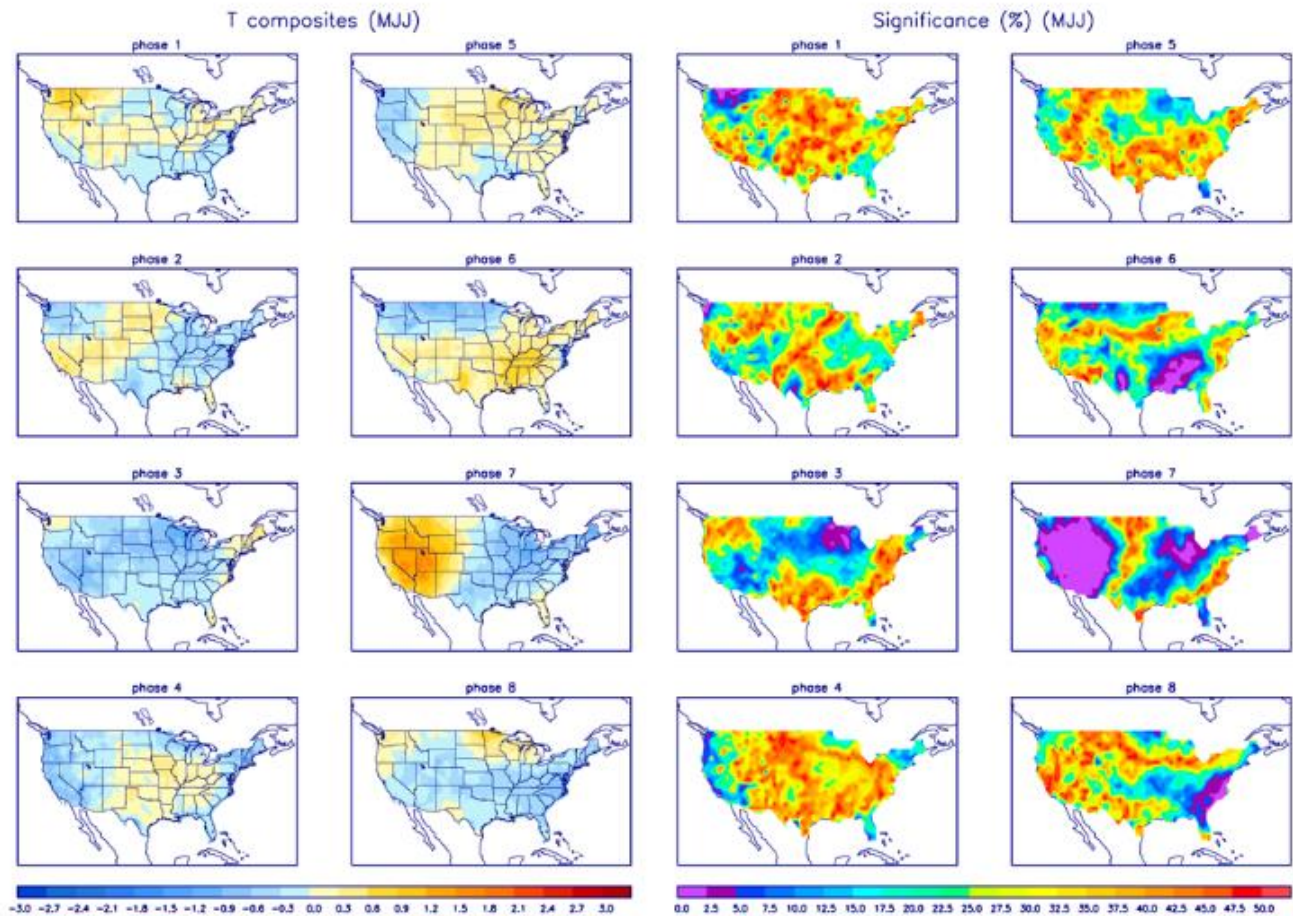 T composites (MJJ) Significance (%) (MJJ)
phase 1 phase 5 phase 1 phase 5
phase 2 phase 6 phase 2 phase 6
phase 3 phase 7 phase 3 phase 7
phase 4 phase 8 phase 4 phase 8
-3.0 -2.7 -2.4 -2.1 -1.8 -1.5 -1.2 -0.9 -0.6 -0.3 0.0 0.3 0.6 0.9 1.2 1.5 1.8 2.1 2.4 2.7 3.0 0.0 2.5 5.0 7.5 10.0 12.5 15.0 17.5 20.0 22.5 25.0 27.5 30.0 32.5 35.0 37.5 40.0 42.5 45.0 47.5 50.0